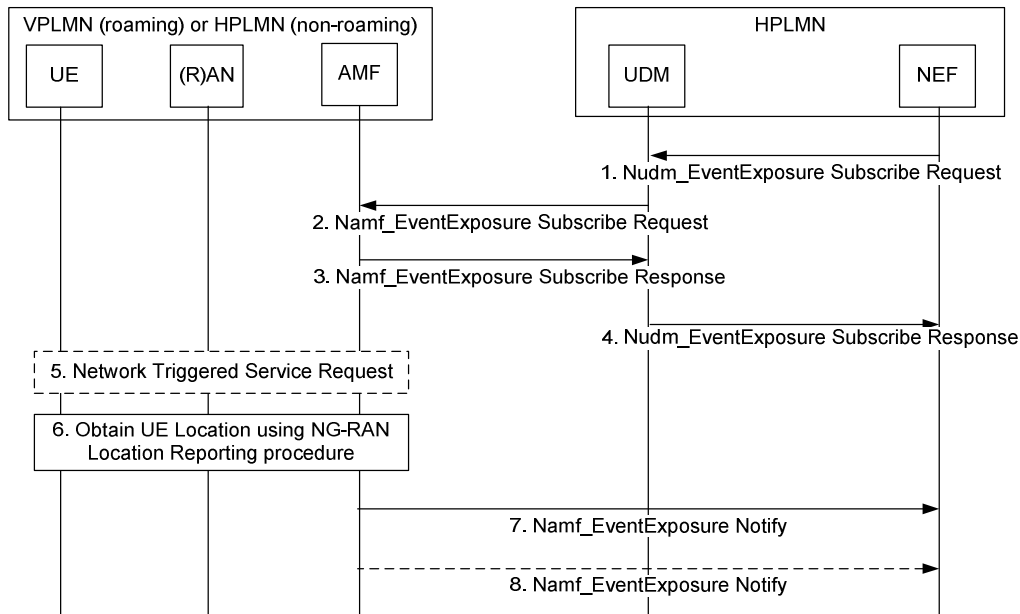 VPLMN (roaming) or HPLMN (non-roaming)
HPLMN
UE
(R)AN
AMF
UDM
NEF
1. Nudm_EventExposure Subscribe Request
2. Namf_EventExposure Subscribe Request
3. Namf_EventExposure Subscribe Response
4. Nudm_EventExposure Subscribe Response
5. Network Triggered Service Request
6. Obtain UE Location using NG-RAN
Location Reporting procedure
7. Namf_EventExposure Notify
8. Namf_EventExposure Notify